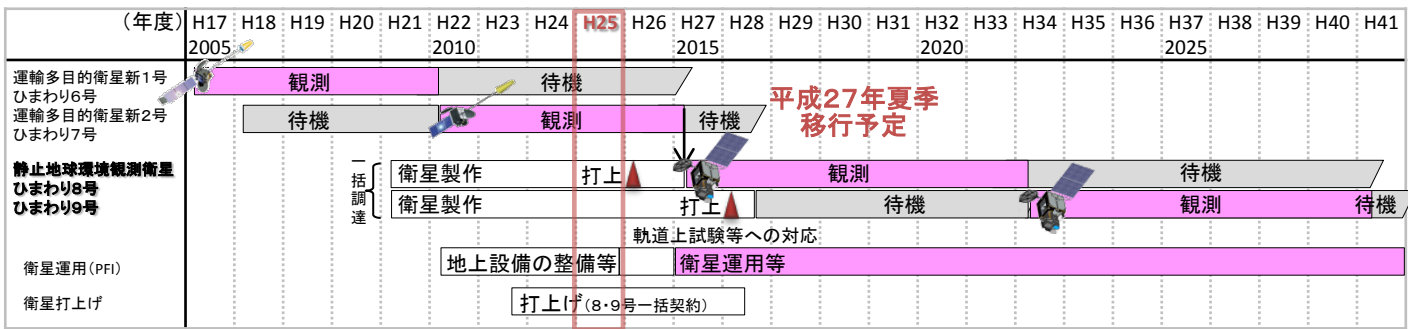 (年度) H17 H18 H19 H20 H21 H22 H23 H24 H25 H26 H27 H28 H29 H30 H31 H32 H33 H34 H35 H36 H37 H38 H39 H40 H41
2005 2010 2015 2020 2025
運輸多目的衛星新1号
ひまわり6号
観測 待機
運輸多目的衛星新2号
ひまわり7号
待機 観測 待機
平成27年夏季
移行予定
静止地球環境観測衛星
ひまわり8号
ひまわり9号
一括調達
衛星製作 打上 観測 待機
衛星製作 打上 待機 観測 待機
軌道上試験等への対応
衛星運用(PFI)
地上設備の整備等 衛星運用等
衛星打上げ
打上げ(8・9号一括契約)